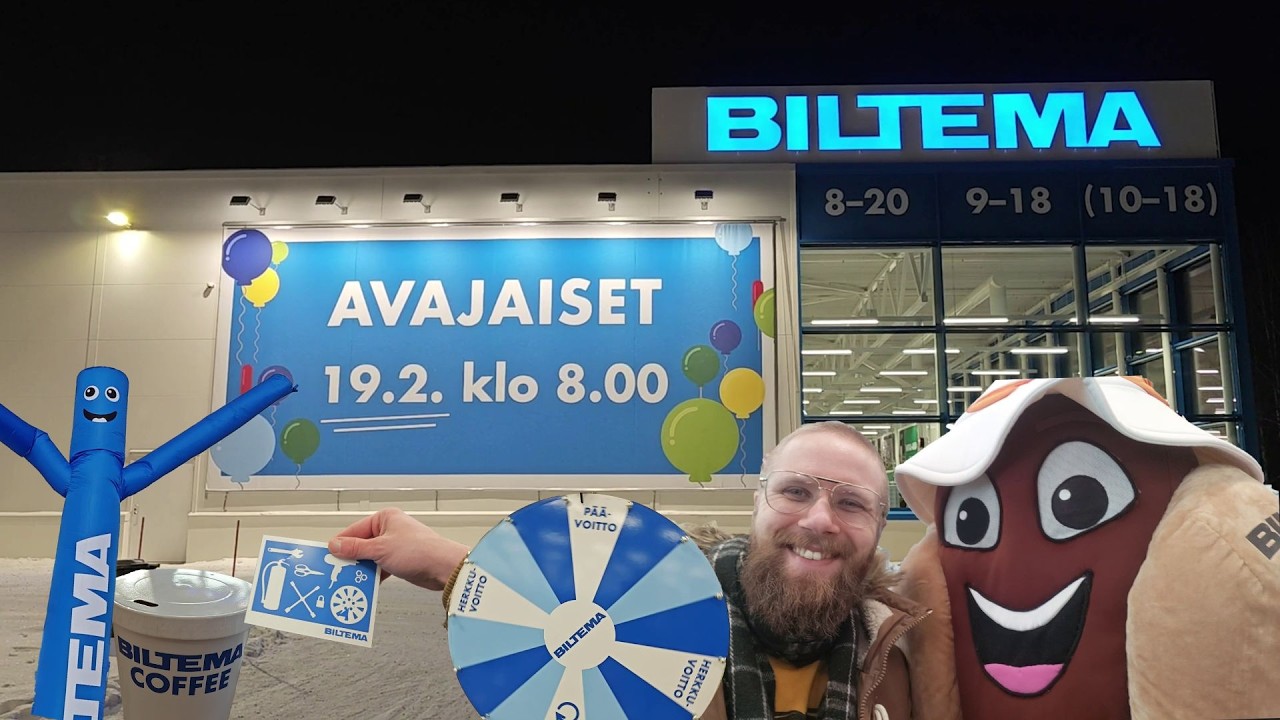 BILTEMA
8–20 9–18 (10–18)
AVAJAISET
19.2. klo 8.00
TEMA
BILTEMA
COFFEE
BILTEMA
PÄÄ-
VOITTO
HERKKU-
VOITTO
BILTEMA
HERKKU-
VOITTO